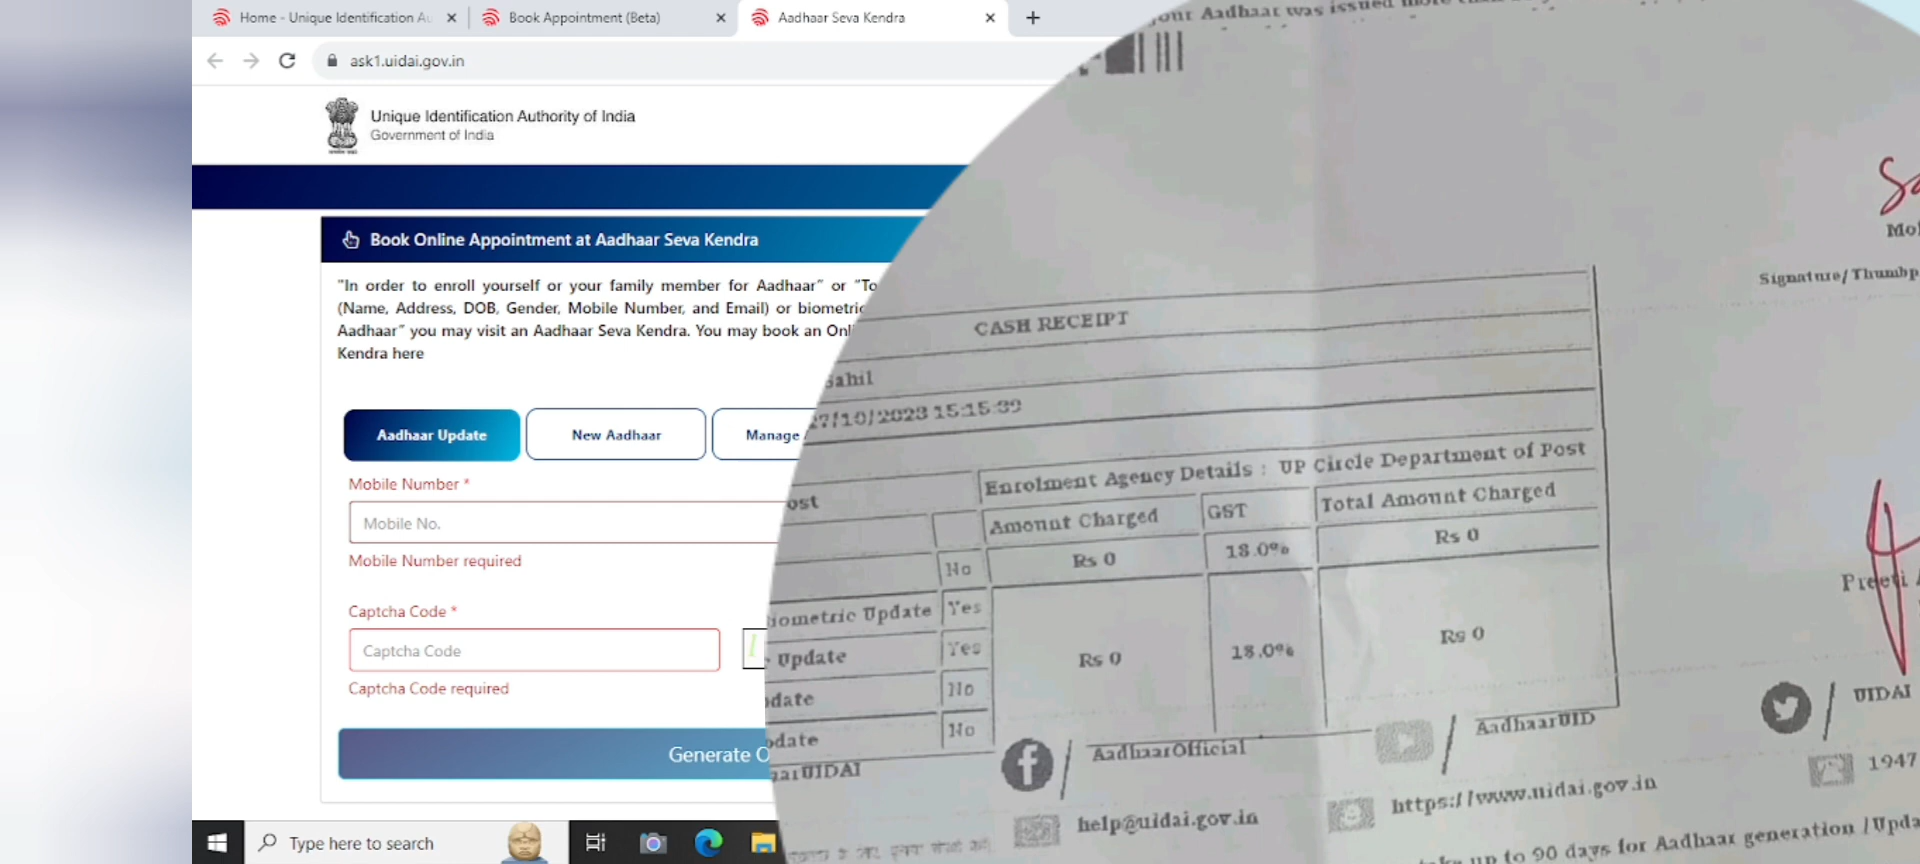 Home - Unique Identification Au
Book Appointment (Beta)
Aadhaar Seva Kendra
ask1.uidai.gov.in
Unique Identification Authority of India
Government of India
Book Online Appointment at Aadhaar Seva Kendra
"In order to enroll yourself or your family member for Aadhaar" or "To
(Name, Address, DOB, Gender, Mobile Number, and Email) or biometric
Aadhaar" you may visit an Aadhaar Seva Kendra. You may book an Onl
Kendra here
Aadhaar Update
New Aadhaar
Manage
Mobile Number *
Mobile No.
Mobile Number required
Captcha Code *
Captcha Code
Captcha Code required
Generate O
Type here to search
your Aadhaar was issued more than
CASH RECEIPT
Sahil
27/10/2023 15:15:39
ost
Enrolment Agency Details : UP Circle Department of Post
Amount Charged
GST
Total Amount Charged
No
Rs 0
18.0%
Rs 0
iometric Update
Yes
Update
Yes
Rs 0
18.0%
Rs 0
date
No
pdate
No
Mo
Signature/Thumbp
Preeti
aarUIDAI
AadhaarOfficial
AadhaarUID
UIDAI
help@uidai.gov.in
https://www.uidai.gov.in
1947
up to 90 days for Aadhaar generation /Upda